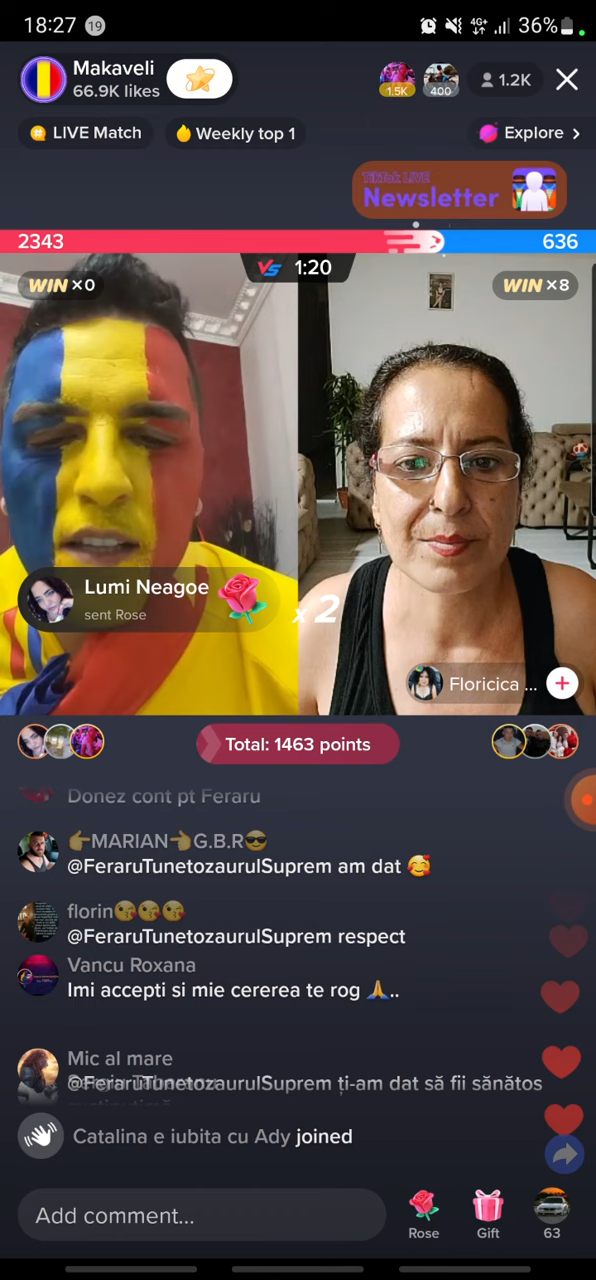 18:27 19 4G+ 36%
Makaveli
66.9K likes
1.5K 400 1.2K
LIVE Match Weekly top 1 Explore
TikTok LIVE
Newsletter
2343 636
VS 1:20
WIN ×0 WIN ×8
Lumi Neagoe
sent Rose
x 2
Floricica ...
Total: 1463 points
Donez cont pt Feraru
👉MARIAN👈G.B.R😎
@FeraruTunetozaurulSuprem am dat 🥰
florin😘😘😘
@FeraruTunetozaurulSuprem respect
Vancu Roxana
Imi accepti si mie cererea te rog 🙏..
Mic al mare
@FeraruTunetozaurulSuprem ți-am dat să fii sănătos
Catalina e iubita cu Ady joined
Add comment...
Rose Gift 63